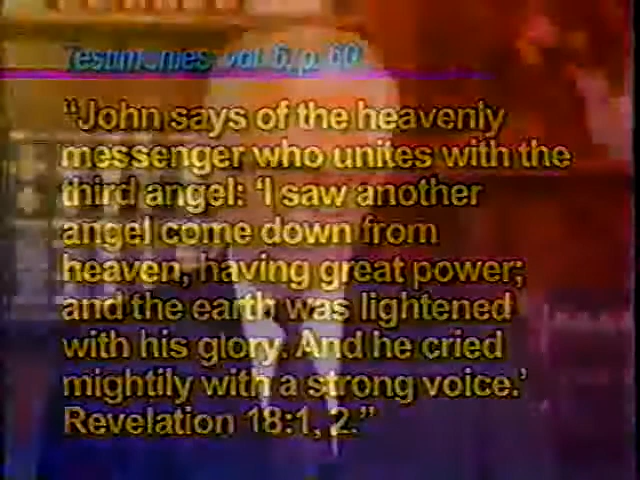 Testimonies, vol. 6, p. 60
"John says of the heavenly
messenger who unites with the
third angel: 'I saw another
angel come down from
heaven, having great power;
and the earth was lightened
with his glory. And he cried
mightily with a strong voice.'
Revelation 18:1, 2."